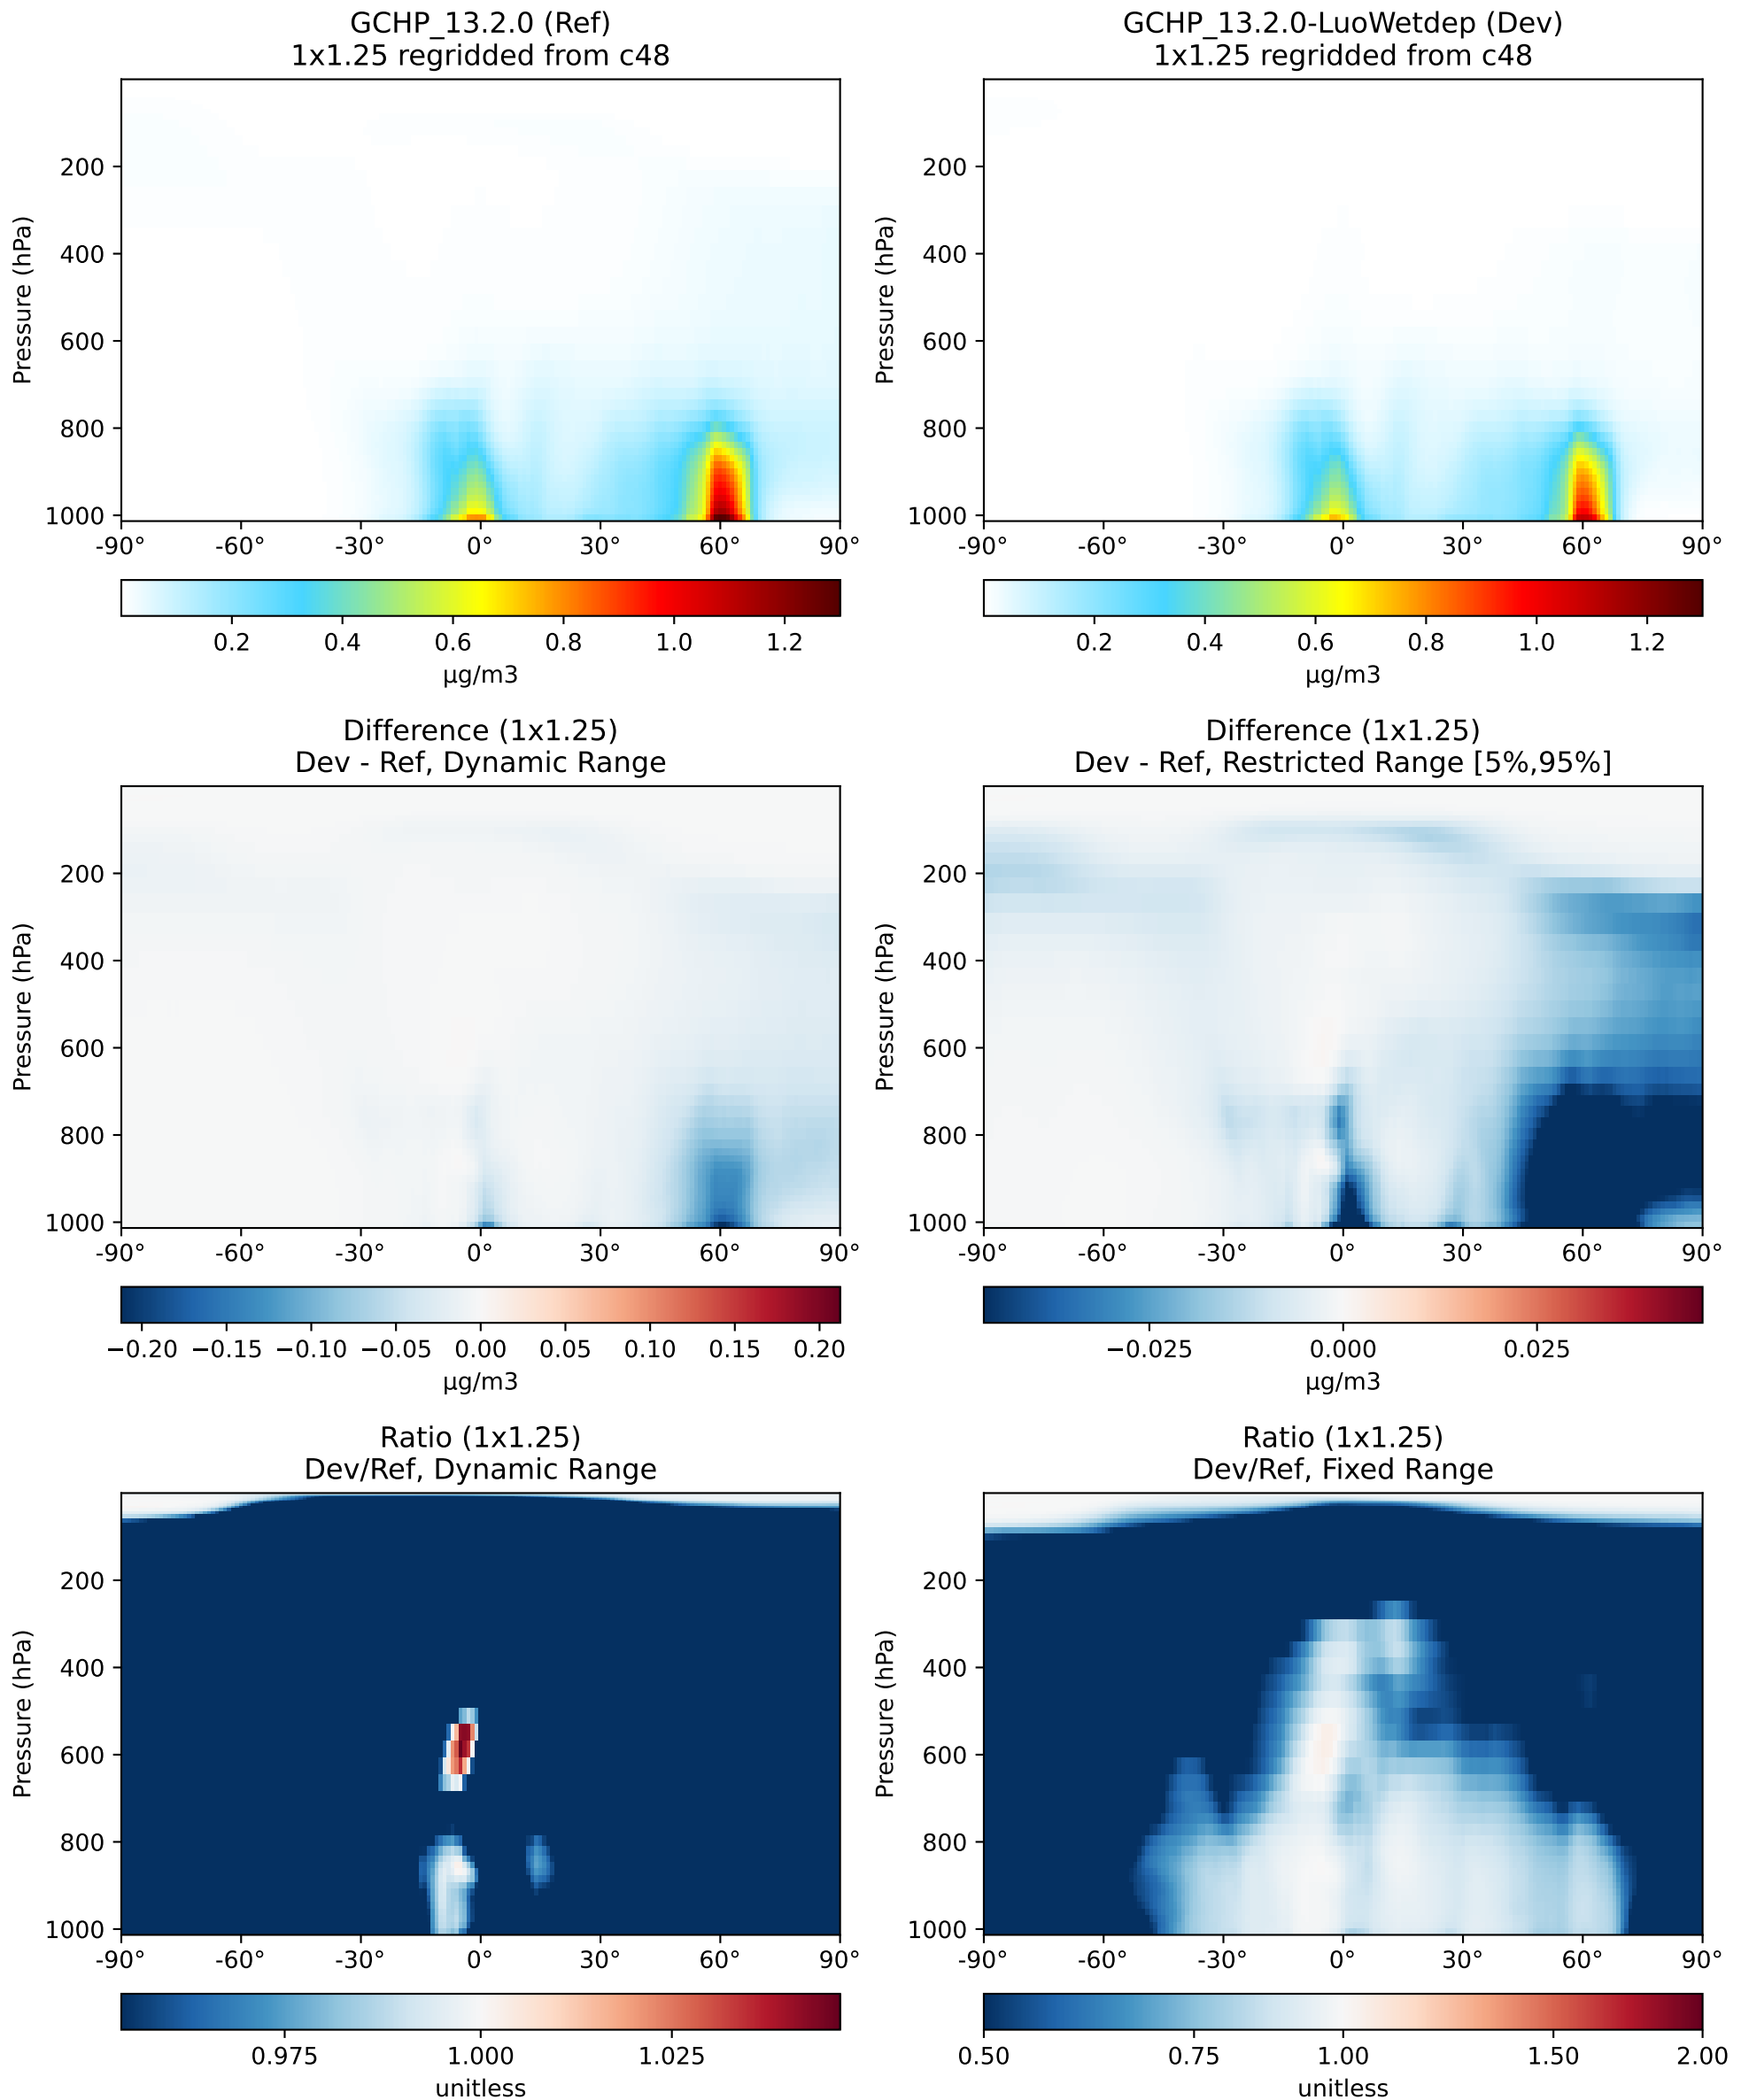 GCHP_13.2.0 (Ref)
1x1.25 regridded from c48
Pressure (hPa)
200
400
600
800
1000
-90° -60° -30° 0° 30° 60° 90°
0.2 0.4 0.6 0.8 1.0 1.2
µg/m3
GCHP_13.2.0-LuoWetdep (Dev)
1x1.25 regridded from c48
Pressure (hPa)
200
400
600
800
1000
-90° -60° -30° 0° 30° 60° 90°
0.2 0.4 0.6 0.8 1.0 1.2
µg/m3
Difference (1x1.25)
Dev - Ref, Dynamic Range
Pressure (hPa)
200
400
600
800
1000
-90° -60° -30° 0° 30° 60° 90°
−0.20 −0.15 −0.10 −0.05 0.00 0.05 0.10 0.15 0.20
µg/m3
Difference (1x1.25)
Dev - Ref, Restricted Range [5%,95%]
Pressure (hPa)
200
400
600
800
1000
-90° -60° -30° 0° 30° 60° 90°
−0.025 0.000 0.025
µg/m3
Ratio (1x1.25)
Dev/Ref, Dynamic Range
Pressure (hPa)
200
400
600
800
1000
-90° -60° -30° 0° 30° 60° 90°
0.975 1.000 1.025
unitless
Ratio (1x1.25)
Dev/Ref, Fixed Range
Pressure (hPa)
200
400
600
800
1000
-90° -60° -30° 0° 30° 60° 90°
0.50 0.75 1.00 1.50 2.00
unitless